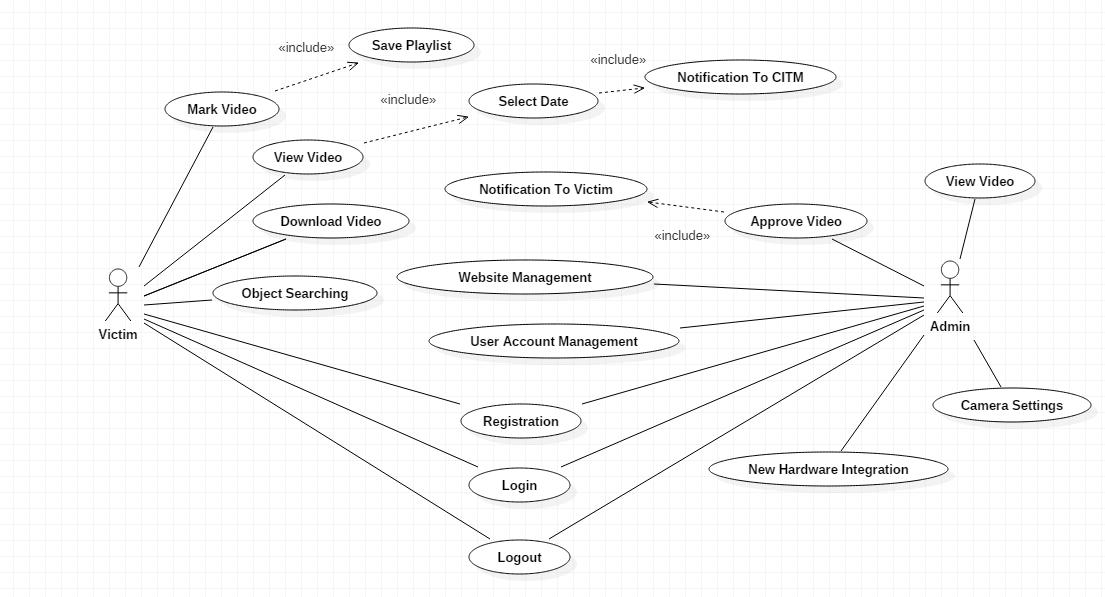 «include»
Save Playlist
«include»
Notification To CITM
Mark Video
«include»
Select Date
View Video
Notification To Victim
View Video
Download Video
Approve Video
«include»
Website Management
Object Searching
Victim
Admin
User Account Management
Camera Settings
Registration
New Hardware Integration
Login
Logout